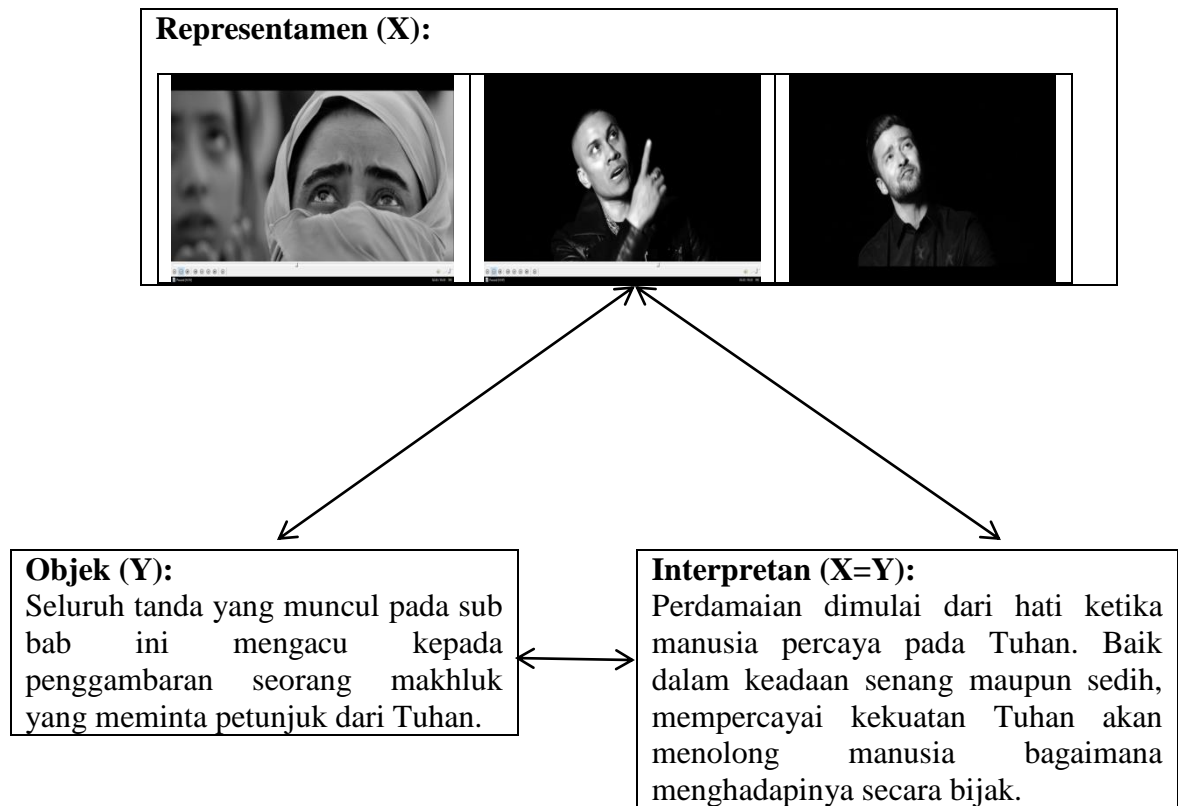 Representamen (X):
Objek (Y):
Seluruh tanda yang muncul pada sub
bab ini mengacu kepada
penggambaran seorang makhluk
yang meminta petunjuk dari Tuhan.
Interpretan (X=Y):
Perdamaian dimulai dari hati ketika
manusia percaya pada Tuhan. Baik
dalam keadaan senang maupun sedih,
mempercayai kekuatan Tuhan akan
menolong manusia bagaimana
menghadapinya secara bijak.